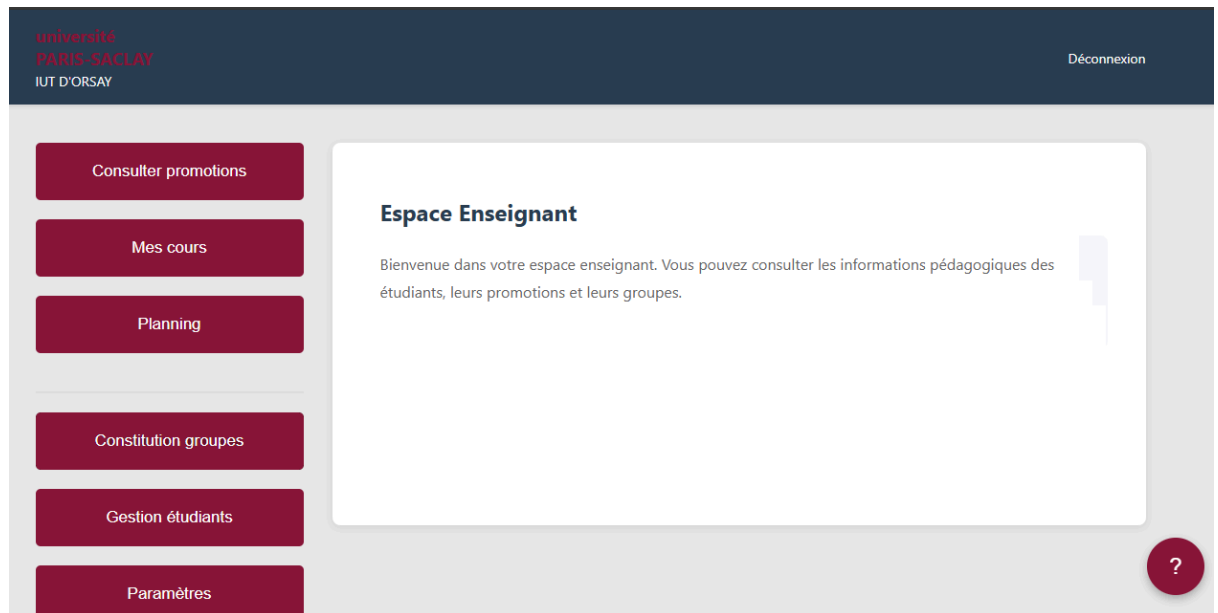 université
PARIS-SACLAY
IUT D'ORSAY
Déconnexion
Consulter promotions
Mes cours
Planning
Constitution groupes
Gestion étudiants
Paramètres
Espace Enseignant
Bienvenue dans votre espace enseignant. Vous pouvez consulter les informations pédagogiques des
étudiants, leurs promotions et leurs groupes.
?